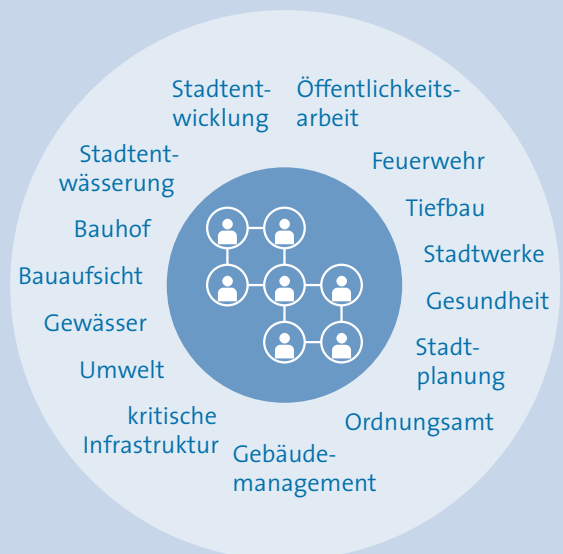 Stadtent-
wicklung
Öffentlichkeits-
arbeit
Feuerwehr
Tiefbau
Stadtwerke
Gesundheit
Stadt-
planung
Ordnungsamt
Gebäude-
management
kritische
Infrastruktur
Umwelt
Gewässer
Bauaufsicht
Bauhof
Stadtent-
wässerung